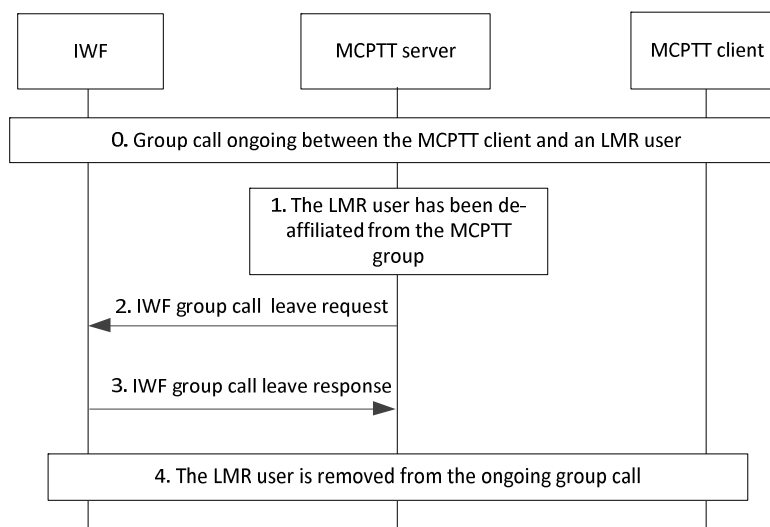 IWF
MCPTT server
MCPTT client
0. Group call ongoing between the MCPTT client and an LMR user
1. The LMR user has been de-
affiliated from the MCPTT
group
2. IWF group call leave request
3. IWF group call leave response
4. The LMR user is removed from the ongoing group call